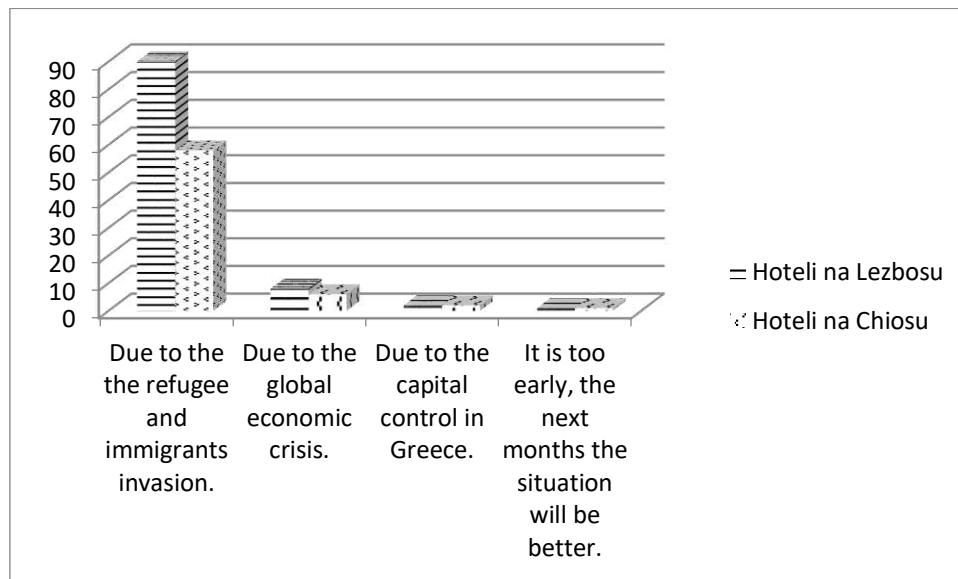 90
80
70
60
50
40
30
20
10
0
Due to the
the refugee
and
immigrants
invasion.
Due to the
global
economic
crisis.
Due to the
capital
control in
Greece.
It is too
early, the
next
months the
situation
will be
better.
Hoteli na Lezbosu
Hoteli na Chiosu